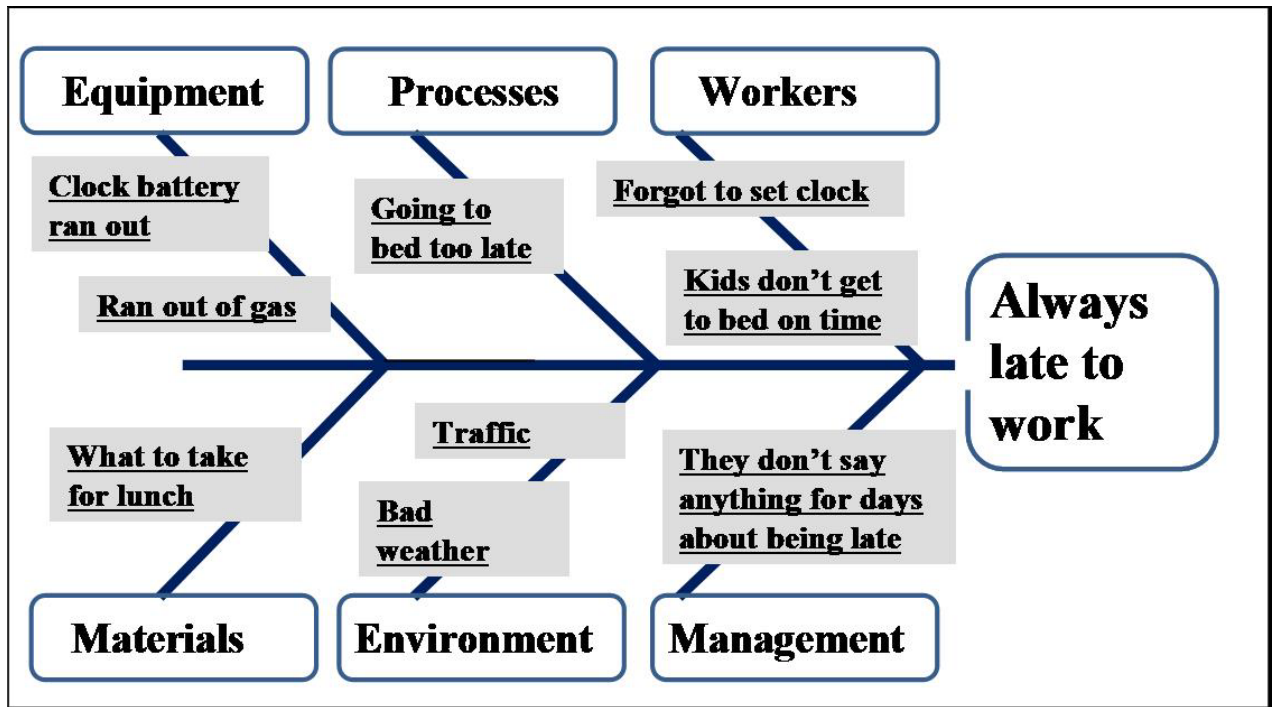 Equipment
Processes
Workers
Clock battery
ran out
Ran out of gas
Going to
bed too late
Forgot to set clock
Kids don’t get
to bed on time
Always
late to
work
What to take
for lunch
Traffic
Bad
weather
They don’t say
anything for days
about being late
Materials
Environment
Management